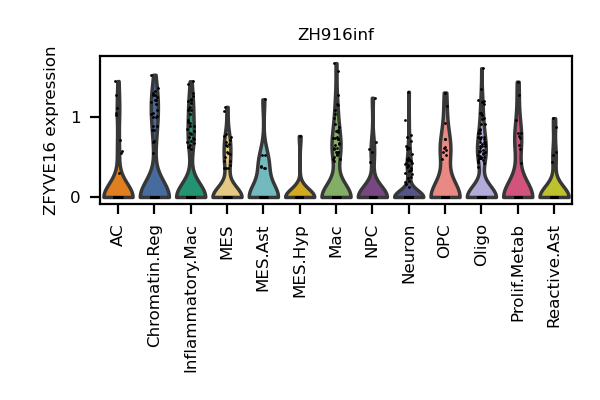 ZH916inf
ZFYVE16 expression
1
0
AC
Chromatin.Reg
Inflammatory.Mac
MES
MES.Ast
MES.Hyp
Mac
NPC
Neuron
OPC
Oligo
Prolif.Metab
Reactive.Ast